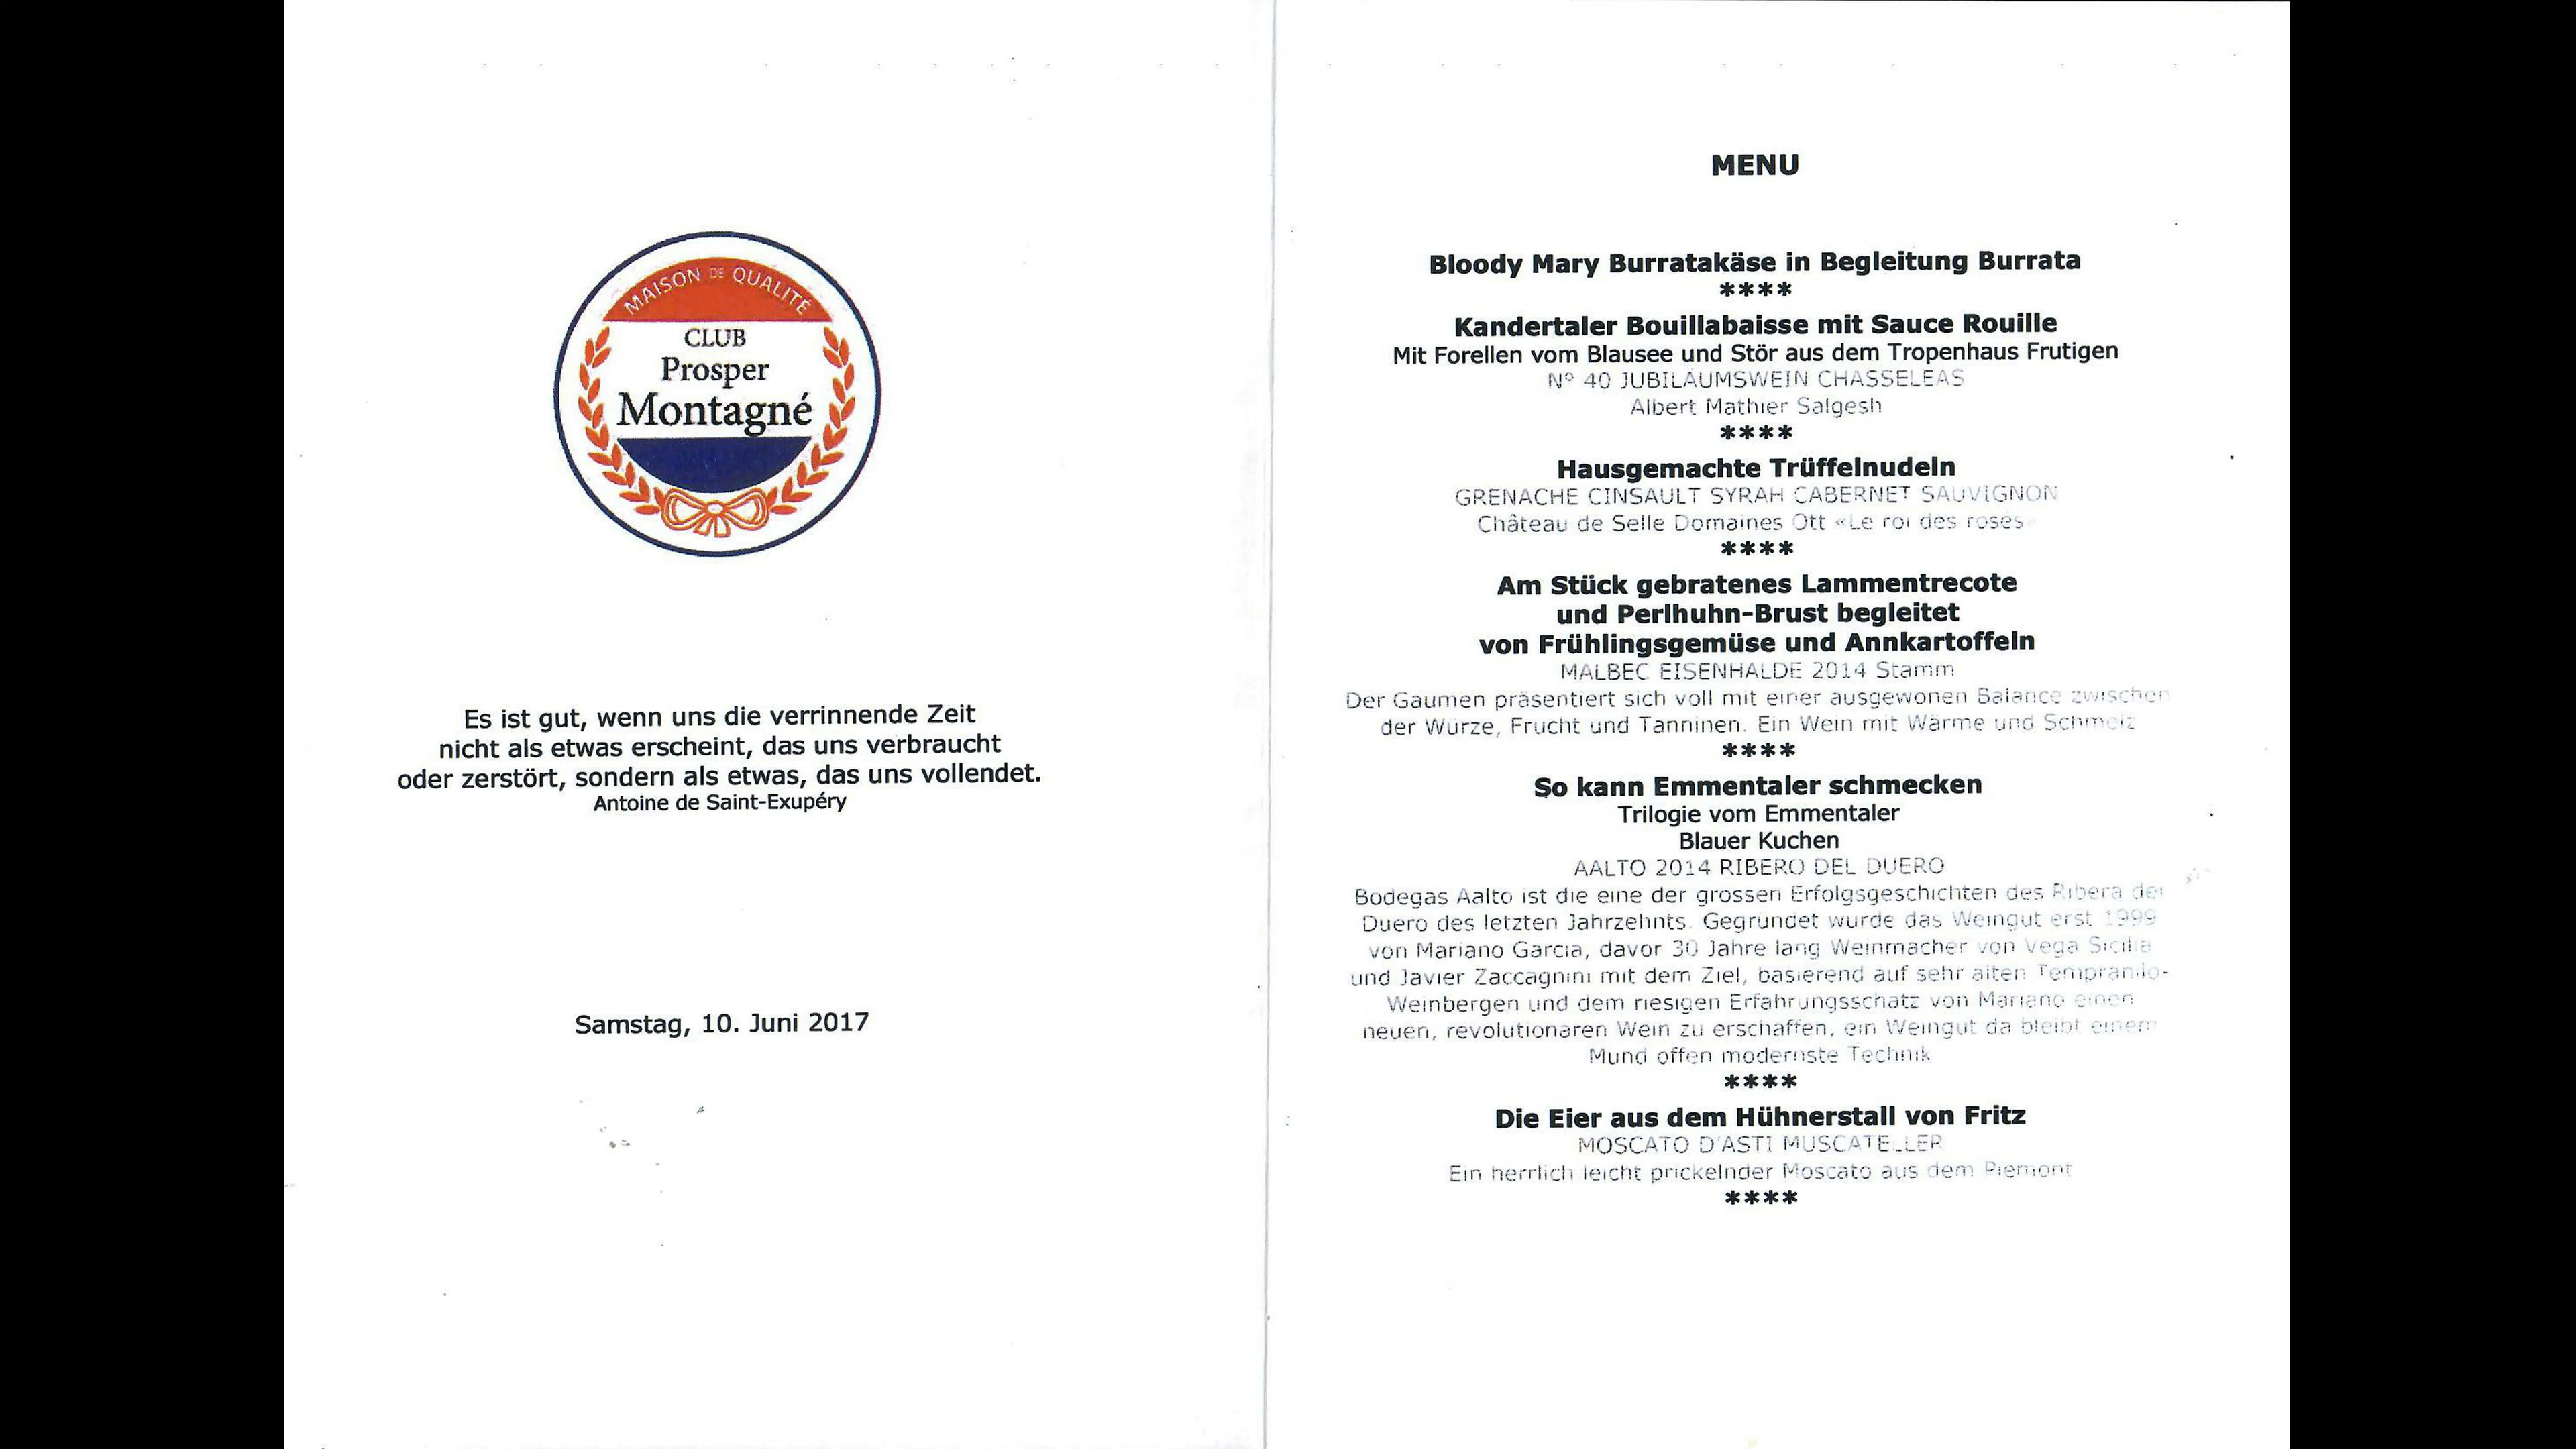 MAISON DE QUALITÉ
CLUB
Prosper
Montagné
Es ist gut, wenn uns die verrinnende Zeit
nicht als etwas erscheint, das uns verbraucht
oder zerstört, sondern als etwas, das uns vollendet.
Antoine de Saint-Exupéry
Samstag, 10. Juni 2017
MENU
Bloody Mary Burratakäse in Begleitung Burrata
****
Kandertaler Bouillabaisse mit Sauce Rouille
Mit Forellen vom Blausee und Stör aus dem Tropenhaus Frutigen
Nº 40 JUBILÄUMSWEIN CHASSELEAS
Albert Mathier Salgesh
****
Hausgemachte Trüffelnudeln
GRENACHE CINSAULT SYRAH CABERNET SAUVIGNON
Château de Selle Domaines Ott «Le roi des roses»
****
Am Stück gebratenes Lammentrecote
und Perlhuhn-Brust begleitet
von Frühlingsgemüse und Annkartoffeln
MALBEC EISENHALDE 2014 Stamm
Der Gaumen präsentiert sich voll mit einer ausgewonen Balance zwischen
der Würze, Frucht und Tanninen. Ein Wein mit Wärme und Schmelz
****
So kann Emmentaler schmecken
Trilogie vom Emmentaler
Blauer Kuchen
AALTO 2014 RIBERO DEL DUERO
Bodegas Aalto ist die eine der grossen Erfolgsgeschichten des Ribera del
Duero des letzten Jahrzehnts. Gegründet wurde das Weingut erst 1999
von Mariano Garcia, davor 30 Jahre lang Weinmacher von Vega Sicilia
und Javier Zaccagnini mit dem Ziel, basierend auf sehr alten Tempranilo-
Weinbergen und dem riesigen Erfahrungsschatz von Mariano einen
neuen, revolutionären Wein zu erschaffen, ein Weingut da bleibt einem
Mund offen modernste Technik
****
Die Eier aus dem Hühnerstall von Fritz
MOSCATO D'ASTI MUSCATELLER
Ein herrlich leicht prickelnder Moscato aus dem Piemont
****